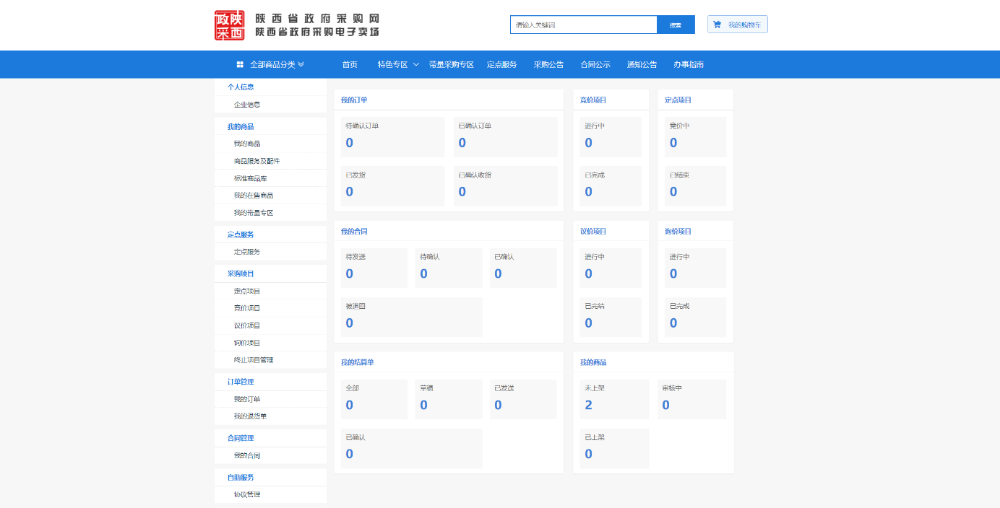 政陕
采西
陕西省政府采购网
陕西省政府采购电子卖场
请输入关键词
搜索
我的购物车
全部商品分类
首页
特色专区
带量采购专区
定点服务
采购公告
合同公示
通知公告
办事指南
个人信息
企业信息
我的商品
我的商品
商品服务及配件
标准商品库
我的在售商品
我的带量专区
定点服务
定点服务
采购项目
定点项目
竞价项目
议价项目
询价项目
终止项目管理
订单管理
我的订单
我的退货单
合同管理
我的合同
自助服务
协议管理
我的订单
待确认订单
0
已确认订单
0
已发货
0
已确认收货
0
竞价项目
进行中
0
已完成
0
定点项目
竞价中
0
已结束
0
我的合同
待发送
0
待确认
0
已确认
0
被退回
0
议价项目
进行中
0
已完结
0
询价项目
进行中
0
已完成
0
我的结算单
全部
0
草稿
0
已发送
0
已确认
0
我的商品
未上架
2
审核中
0
已上架
0